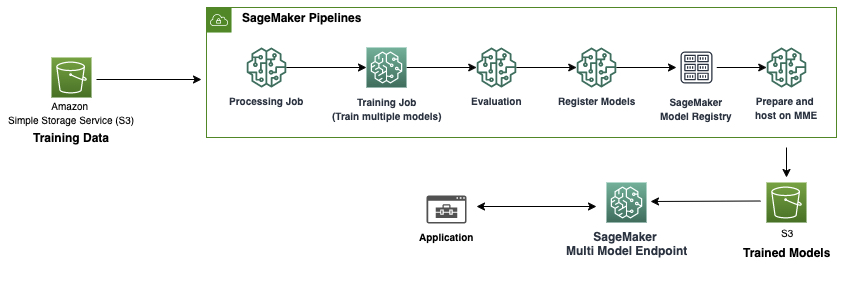 SageMaker Pipelines
Amazon
Simple Storage Service (S3)
Training Data
Processing Job
Training Job
(Train multiple models)
Evaluation
Register Models
SageMaker
Model Registry
Prepare and
host on MME
Application
SageMaker
Multi Model Endpoint
S3
Trained Models